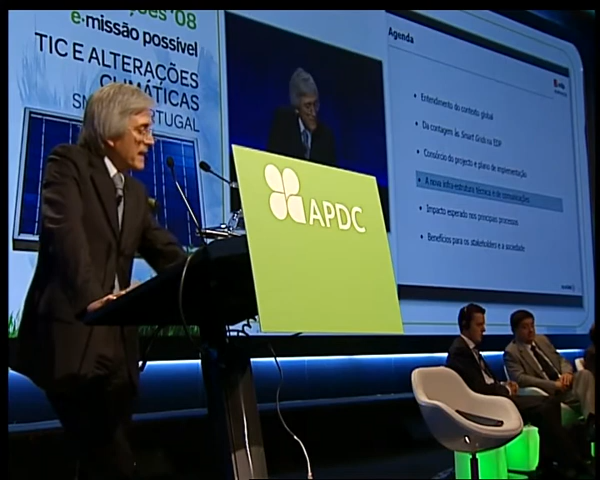 ções '08
e-missão possível
TIC E ALTERAÇÕES
CLIMÁTICAS
PORTUGAL
APDC
Agenda
• Entendimento do contexto global
• Da contagem às Smart Grids na EDP
• Consórcio do projecto e plano de implementação
• A nova infra-estrutura técnica e de comunicações
• Impacto esperado nos principais processos
• Benefícios para os stakeholders e a sociedade